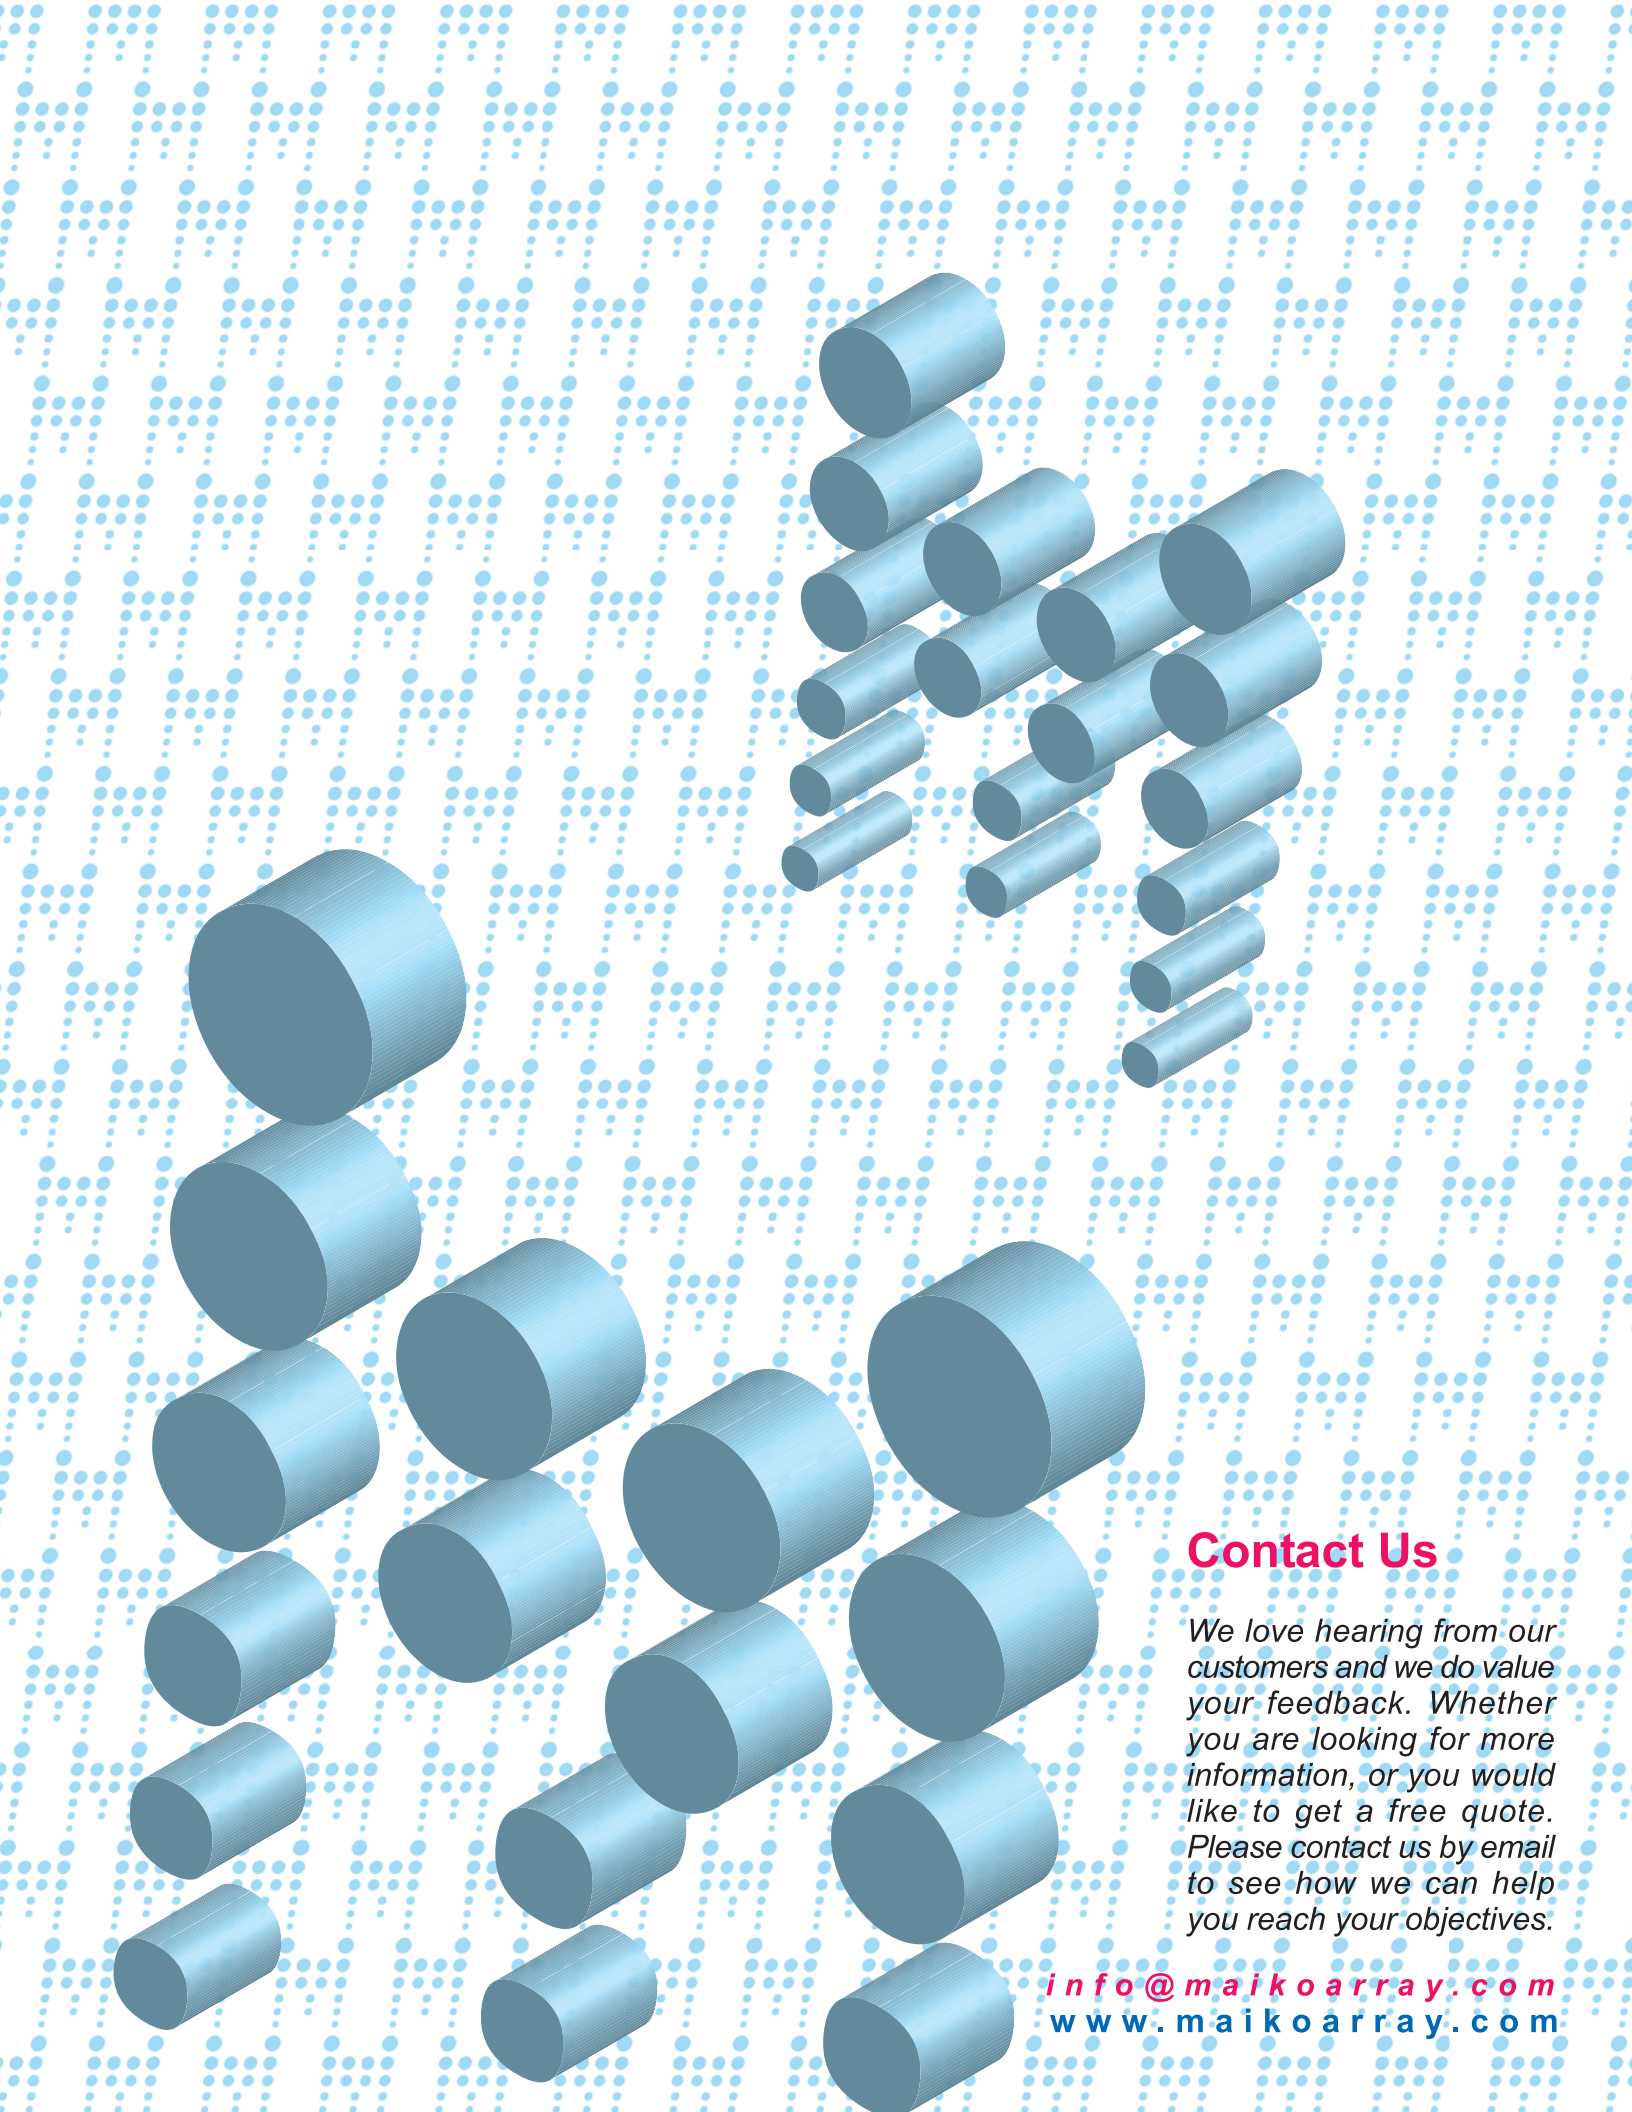 Contact Us
We love hearing from our
customers and we do value
your feedback. Whether
you are looking for more
information, or you would
like to get a free quote.
Please contact us by email
to see how we can help
you reach your objectives.
info@maikoarray.com
www.maikoarray.com